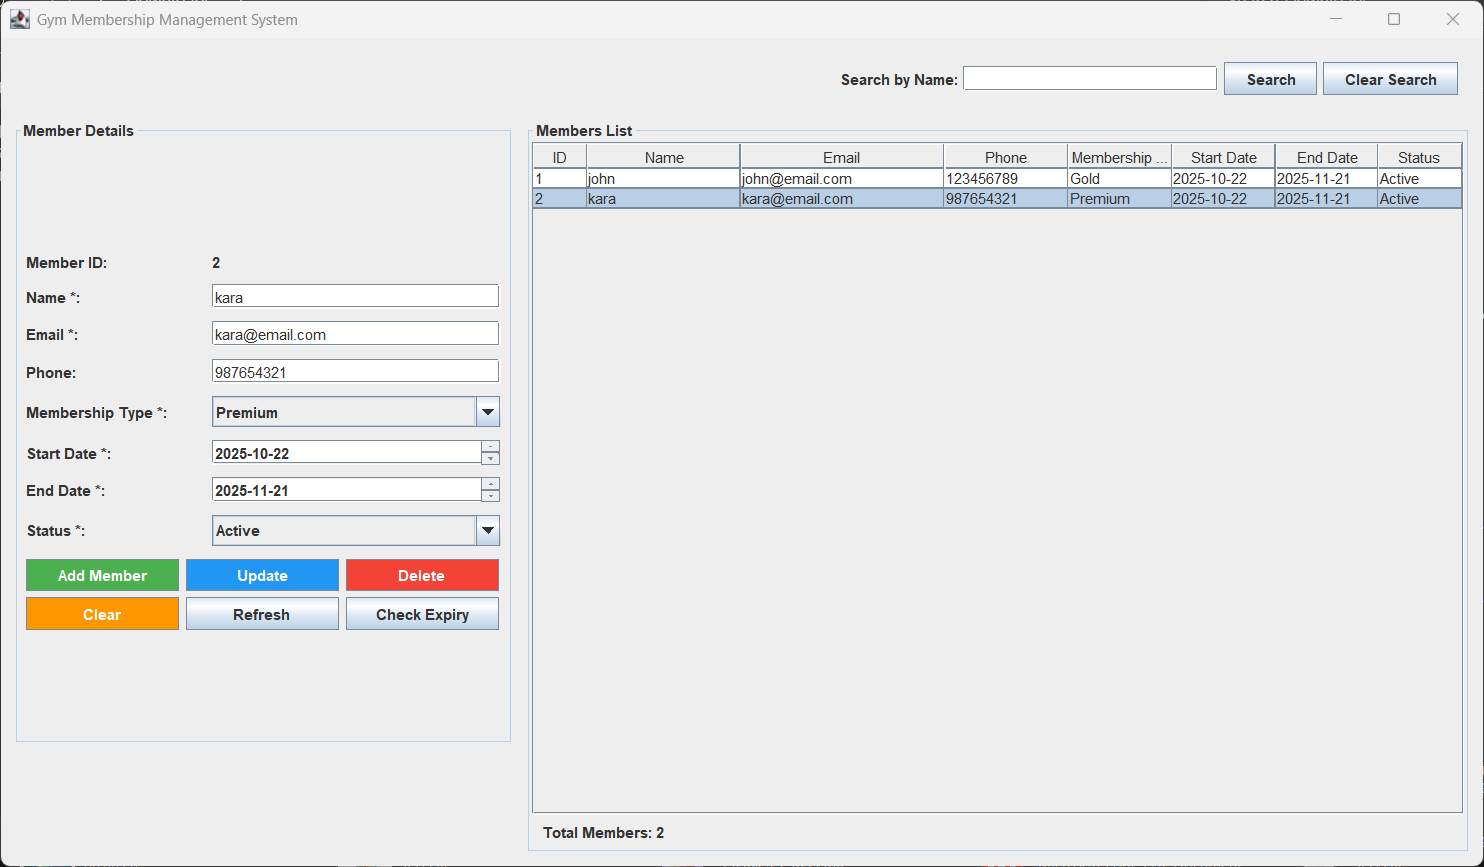 Gym Membership Management System
Search by Name: Search Clear Search
Member Details
Member ID: 2
Name *: kara
Email *: kara@email.com
Phone: 987654321
Membership Type *: Premium
Start Date *: 2025-10-22
End Date *: 2025-11-21
Status *: Active
Add Member Update Delete
Clear Refresh Check Expiry
Members List
ID Name Email Phone Membership ... Start Date End Date Status
1 john john@email.com 123456789 Gold 2025-10-22 2025-11-21 Active
2 kara kara@email.com 987654321 Premium 2025-10-22 2025-11-21 Active
Total Members: 2